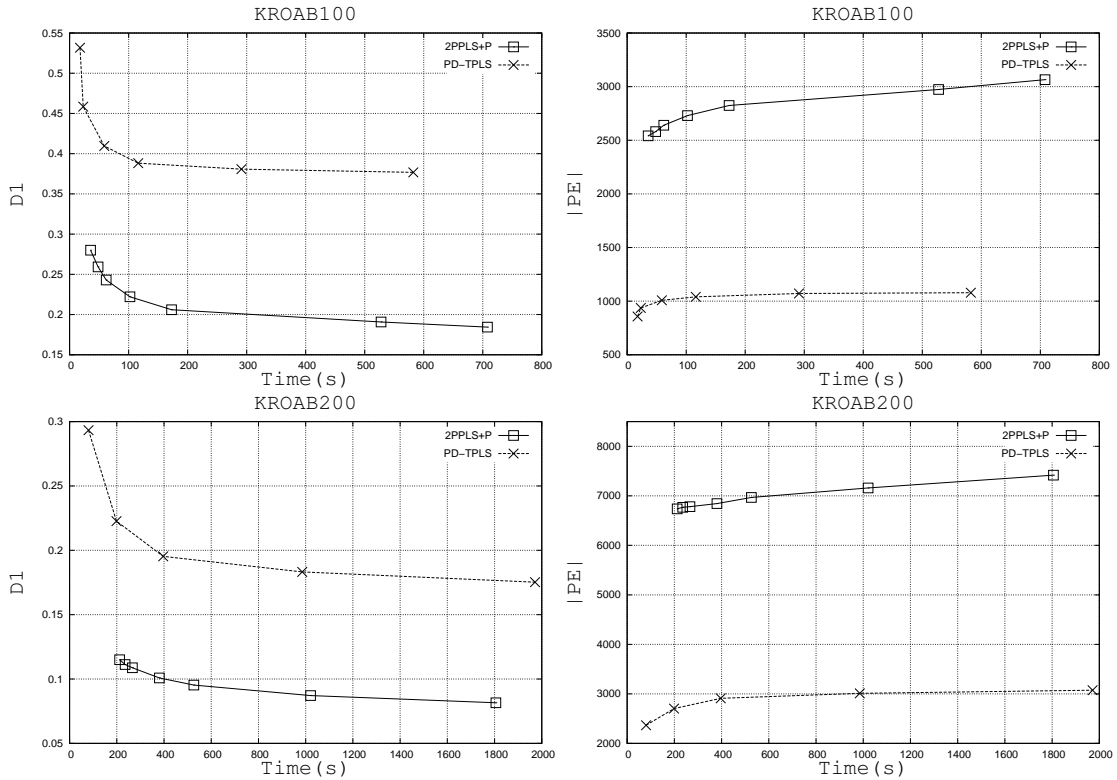 KROAB100
D1
0.55
0.5
0.45
0.4
0.35
0.3
0.25
0.2
0.15
2PPLS+P
PD-TPLS
0 100 200 300 400 500 600 700 800
Time(s)
KROAB100
|PE|
3500
3000
2500
2000
1500
1000
500
2PPLS+P
PD-TPLS
0 100 200 300 400 500 600 700 800
Time(s)
KROAB200
D1
0.3
0.25
0.2
0.15
0.1
0.05
2PPLS+P
PD-TPLS
0 200 400 600 800 1000 1200 1400 1600 1800 2000
Time(s)
KROAB200
|PE|
8000
7000
6000
5000
4000
3000
2000
2PPLS+P
PD-TPLS
0 200 400 600 800 1000 1200 1400 1600 1800 2000
Time(s)